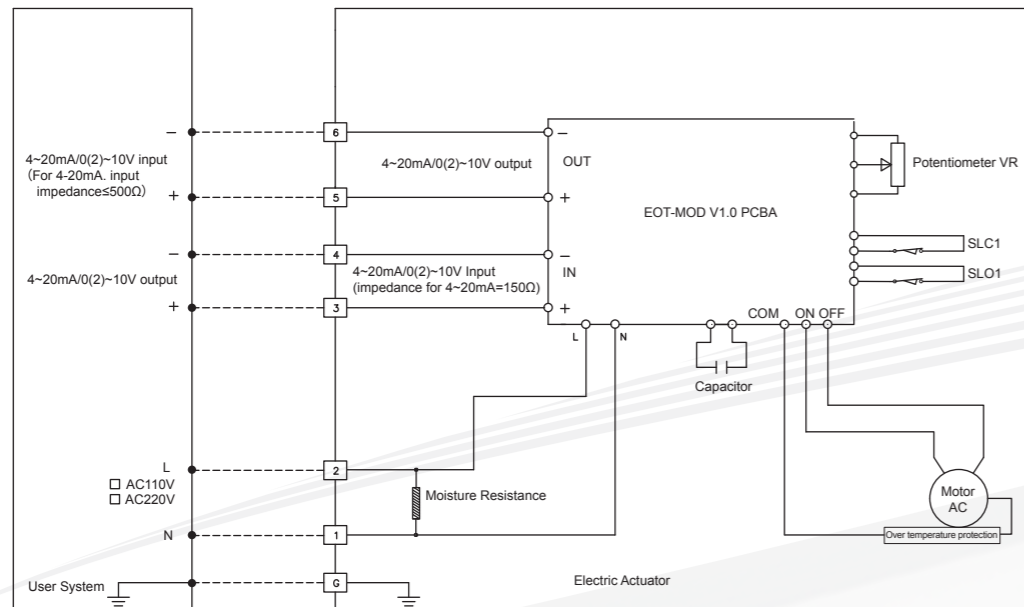 −
6
−
4~20mA/0(2)~10V input
(For 4-20mA. input
impedance≤500Ω)
4~20mA/0(2)~10V output
OUT
Potentiometer VR
+
5
+
EOT-MOD V1.0 PCBA
−
4
−
SLC1
4~20mA/0(2)~10V output
4~20mA/0(2)~10V Input
(impedance for 4~20mA=150Ω)
IN
SLO1
+
3
+
COM ON OFF
L
N
Capacitor
L
2
□ AC110V
□ AC220V
Moisture Resistance
Motor
AC
N
1
Over temperature protection
User System
G
Electric Actuator